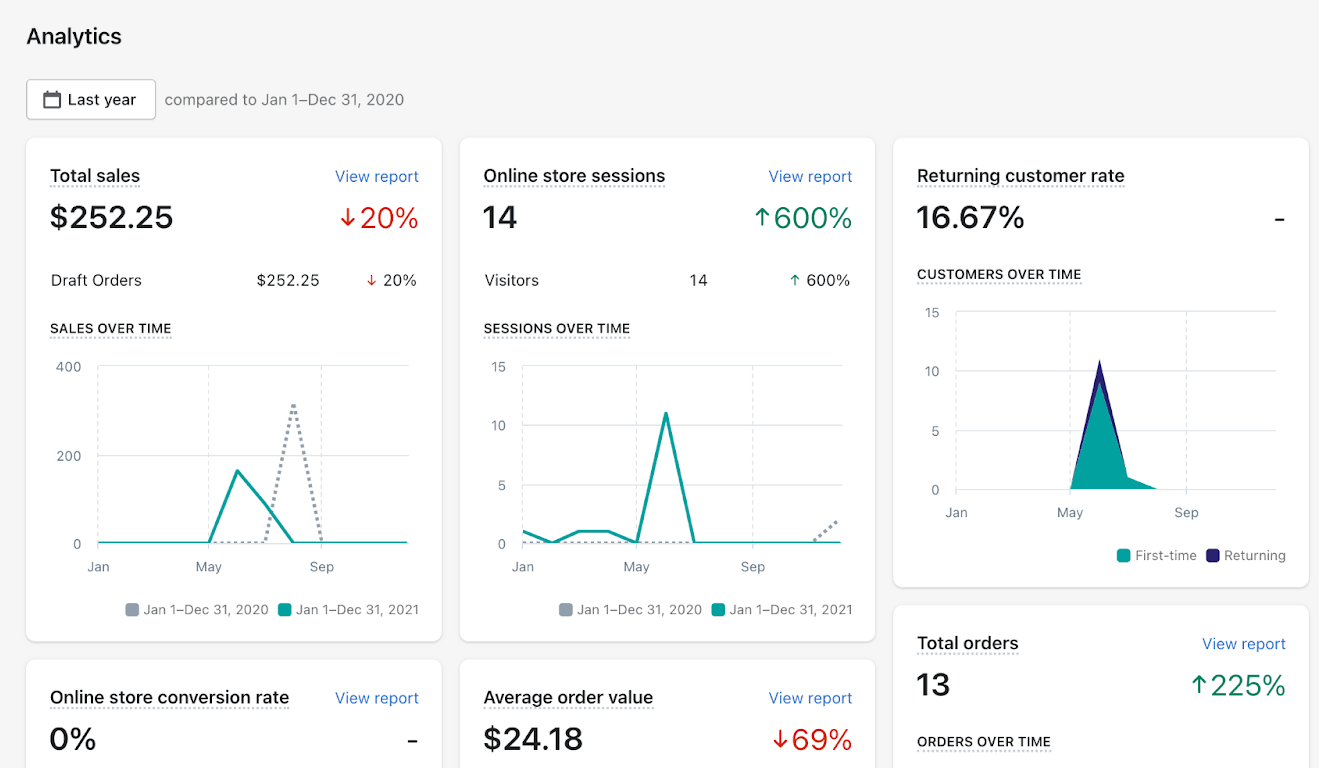 Analytics
Last year compared to Jan 1–Dec 31, 2020
Total sales View report
$252.25 ↓20%
Draft Orders $252.25 ↓ 20%
SALES OVER TIME
400
200
0
Jan May Sep
Jan 1–Dec 31, 2020 Jan 1–Dec 31, 2021
Online store sessions View report
14 ↑600%
Visitors 14 ↑ 600%
SESSIONS OVER TIME
15
10
5
0
Jan May Sep
Jan 1–Dec 31, 2020 Jan 1–Dec 31, 2021
Returning customer rate
16.67% -
CUSTOMERS OVER TIME
15
10
5
0
Jan May Sep
First-time Returning
Online store conversion rate View report
0% -
Average order value View report
$24.18 ↓69%
Total orders View report
13 ↑225%
ORDERS OVER TIME